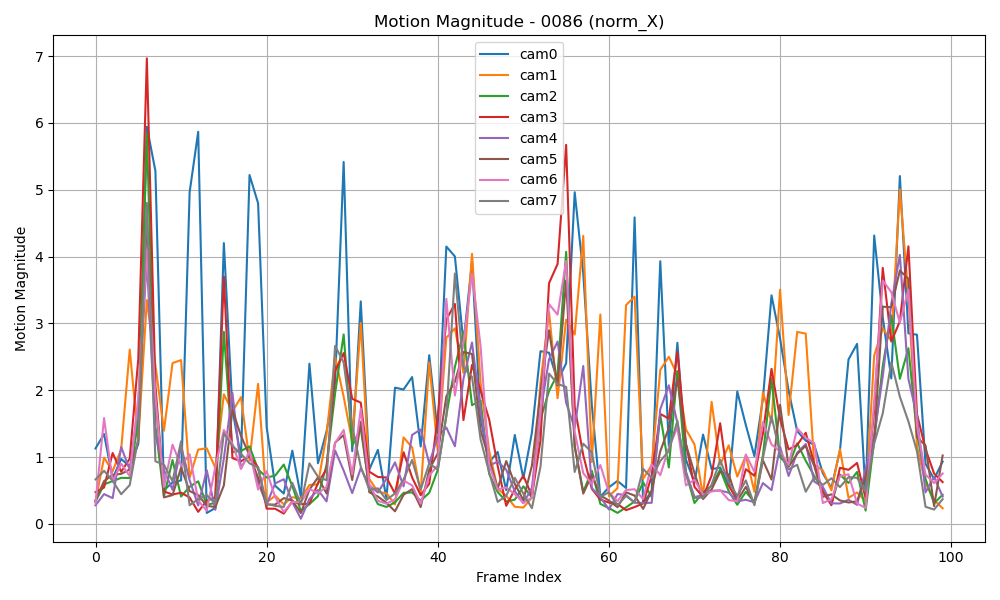 Motion Magnitude - 0086 (norm_X)
cam0
cam1
cam2
cam3
cam4
cam5
cam6
cam7
Motion Magnitude
7
6
5
4
3
2
1
0
0 20 40 60 80 100
Frame Index